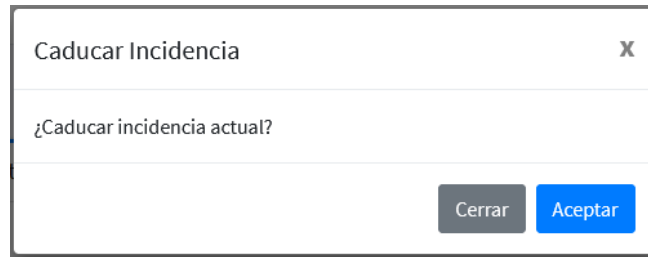 Caducar Incidencia
X
¿Caducar incidencia actual?
Cerrar
Aceptar